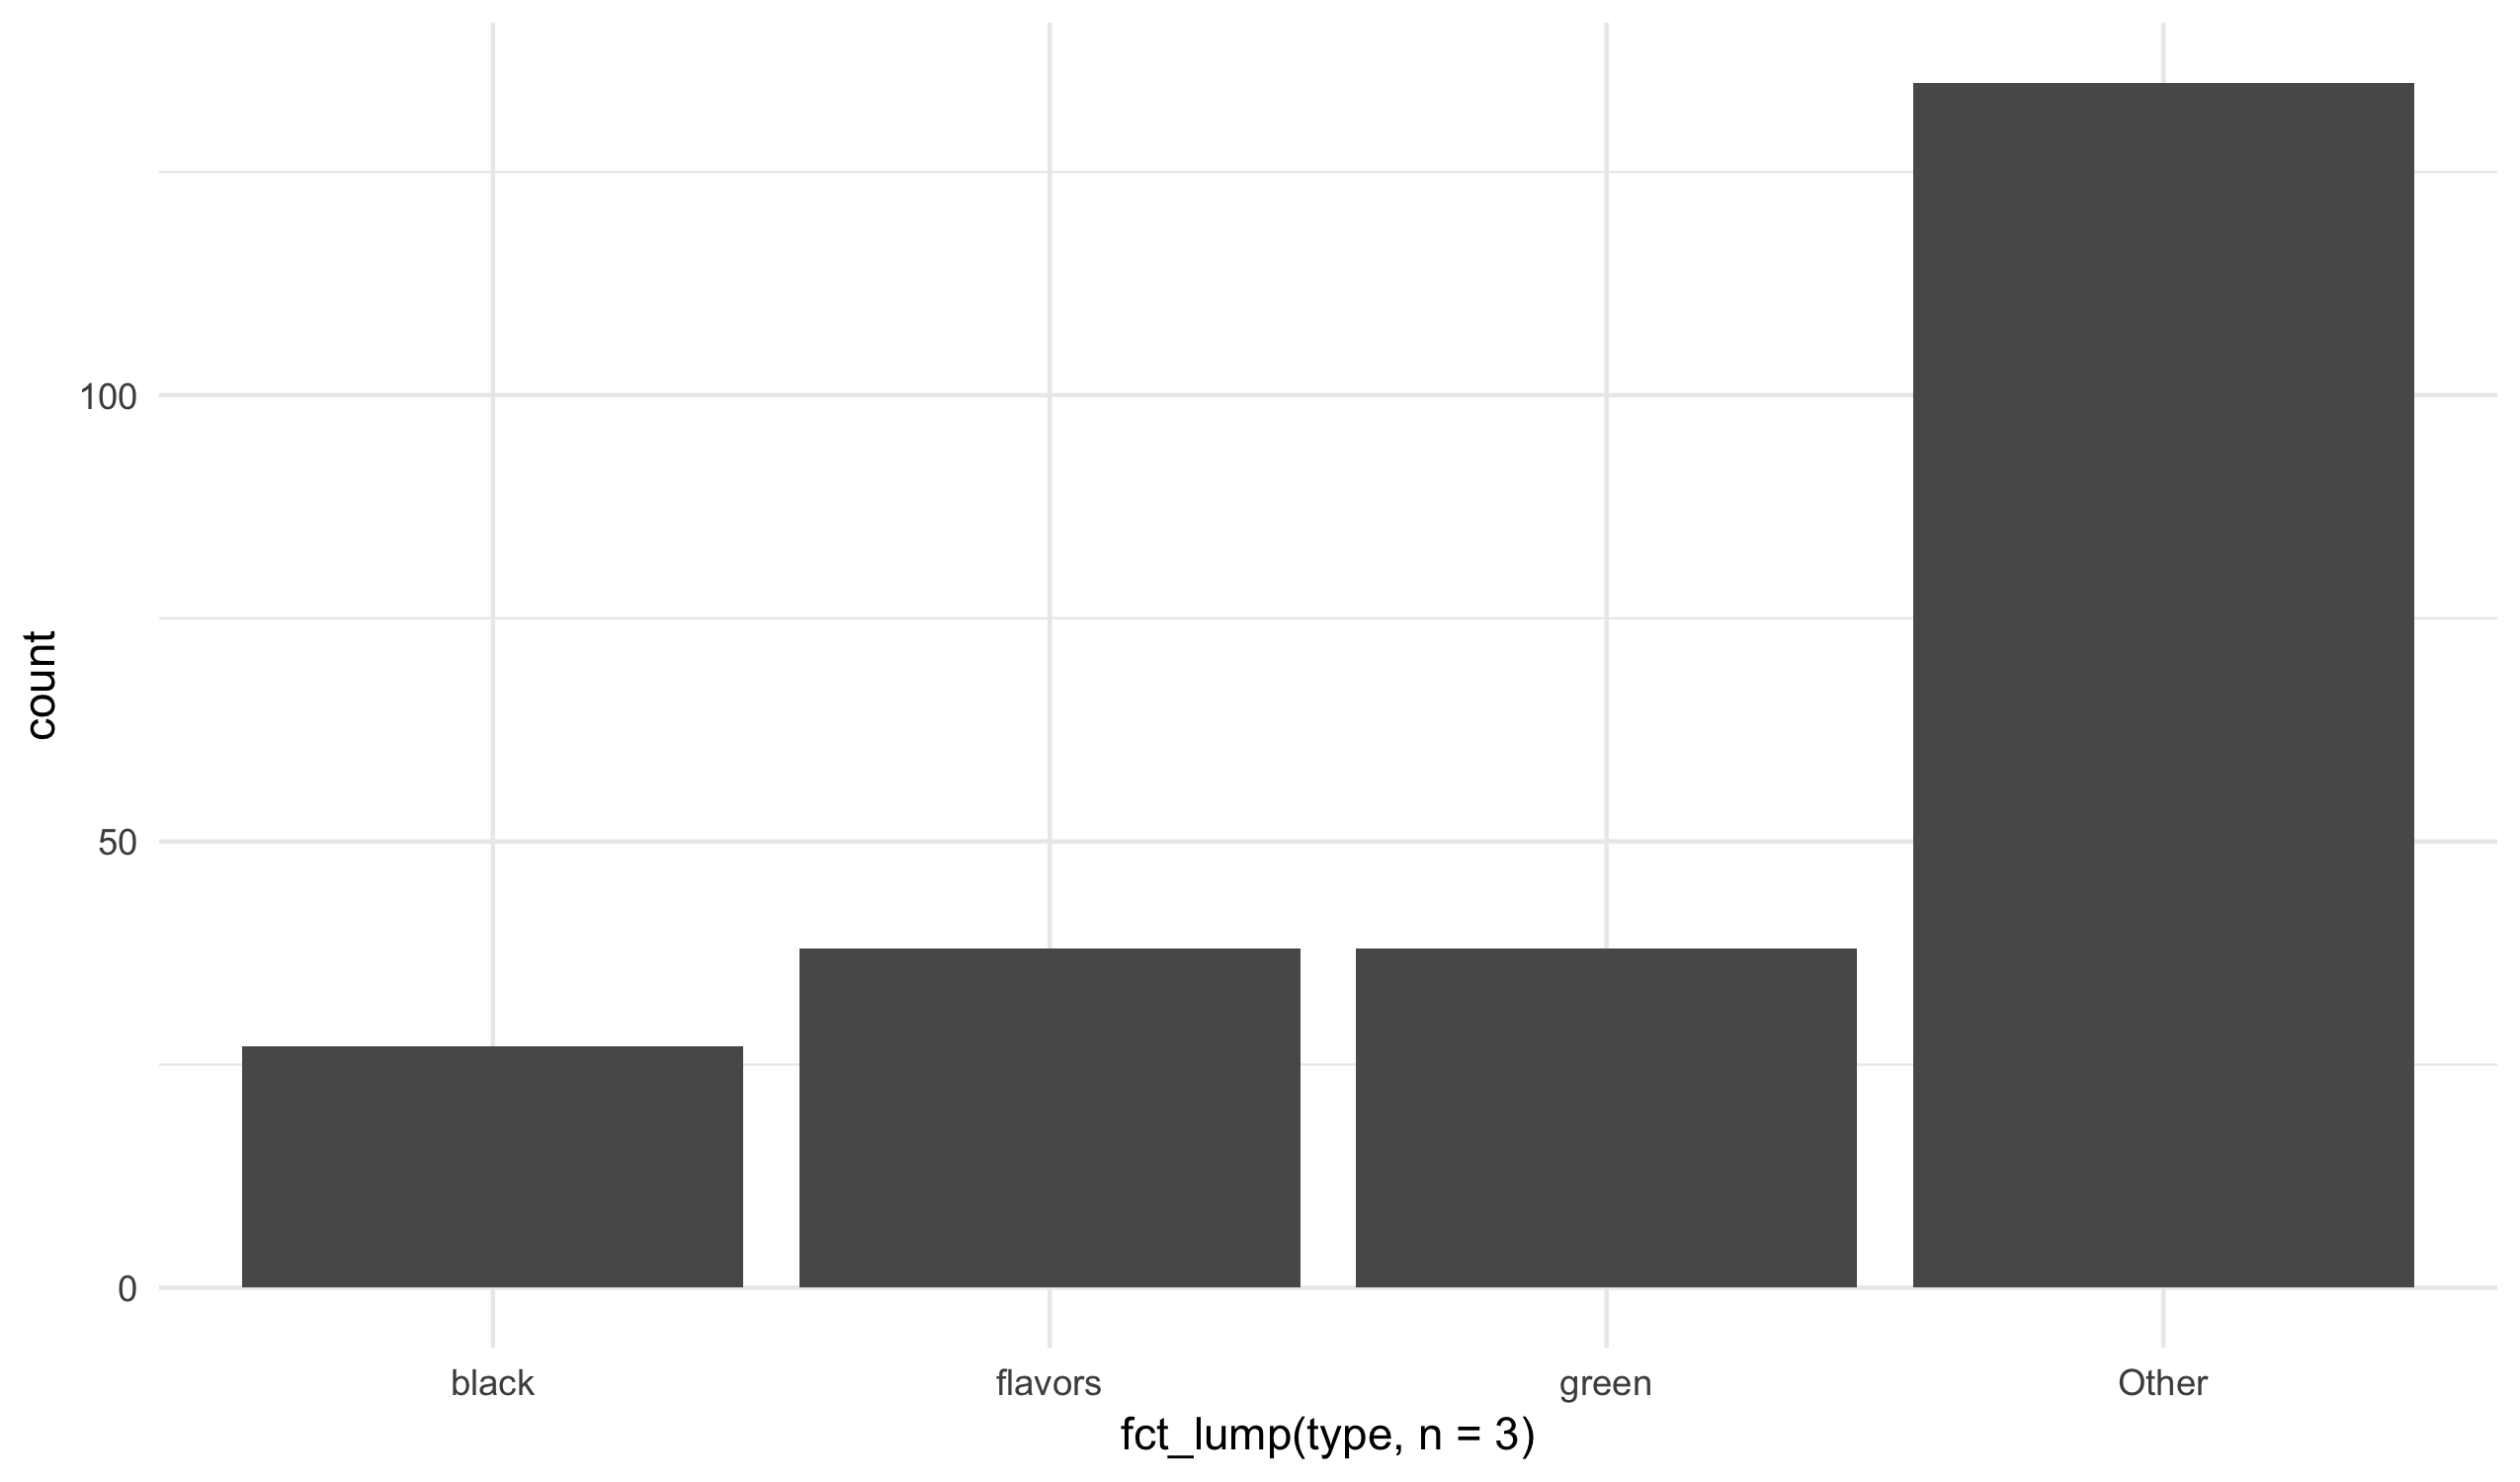 count
100
50
0
black flavors green Other
fct_lump(type, n = 3)